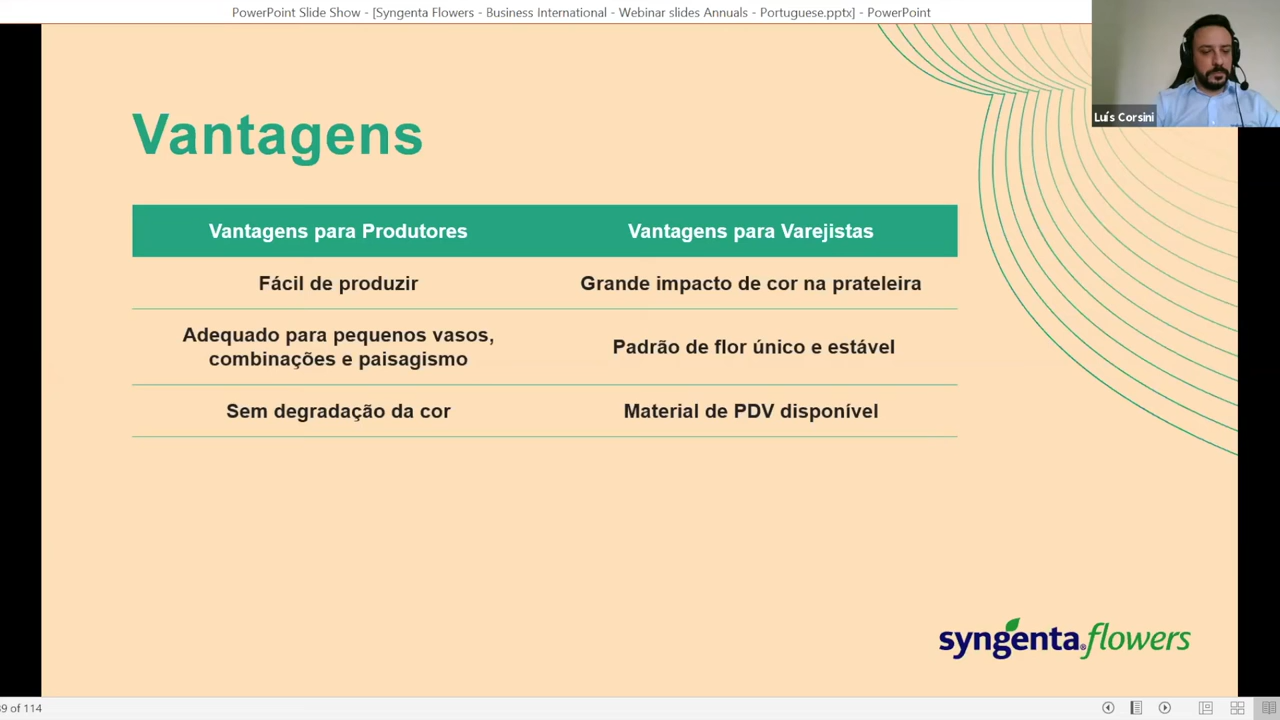 PowerPoint Slide Show - [Syngenta Flowers - Business International - Webinar slides Annuals - Portuguese.pptx] - PowerPoint
Luís Corsini
Vantagens
Vantagens para Produtores
Vantagens para Varejistas
Fácil de produzir
Grande impacto de cor na prateleira
Adequado para pequenos vasos,
combinações e paisagismo
Padrão de flor único e estável
Sem degradação da cor
Material de PDV disponível
syngenta® flowers
of 114